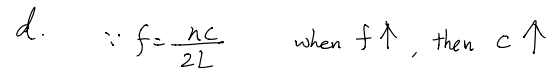 d. ∵ f = nc/2L when f ↑, then c ↑